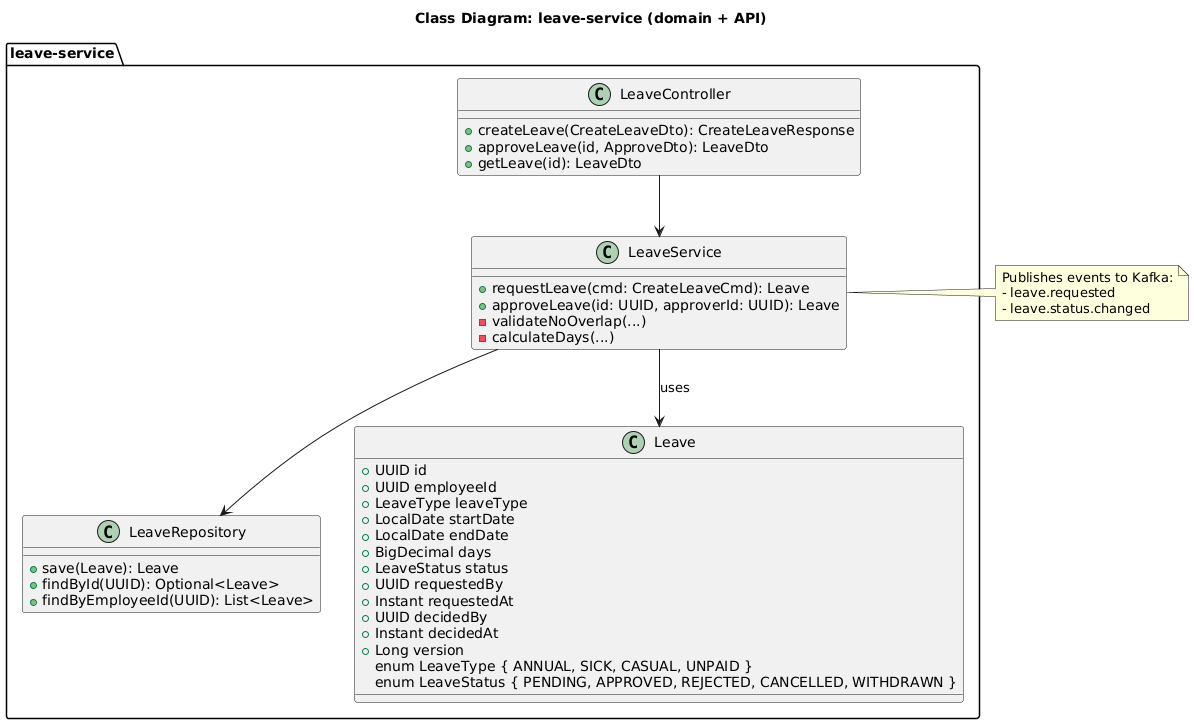 Class Diagram: leave-service (domain + API)
leave-service
C LeaveController
createLeave(CreateLeaveDto): CreateLeaveResponse
approveLeave(id, ApproveDto): LeaveDto
getLeave(id): LeaveDto
C LeaveService
requestLeave(cmd: CreateLeaveCmd): Leave
approveLeave(id: UUID, approverId: UUID): Leave
validateNoOverlap(...)
calculateDays(...)
Publishes events to Kafka:
- leave.requested
- leave.status.changed
uses
C LeaveRepository
save(Leave): Leave
findById(UUID): Optional<Leave>
findByEmployeeId(UUID): List<Leave>
C Leave
UUID id
UUID employeeId
LeaveType leaveType
LocalDate startDate
LocalDate endDate
BigDecimal days
LeaveStatus status
UUID requestedBy
Instant requestedAt
UUID decidedBy
Instant decidedAt
Long version
enum LeaveType { ANNUAL, SICK, CASUAL, UNPAID }
enum LeaveStatus { PENDING, APPROVED, REJECTED, CANCELLED, WITHDRAWN }